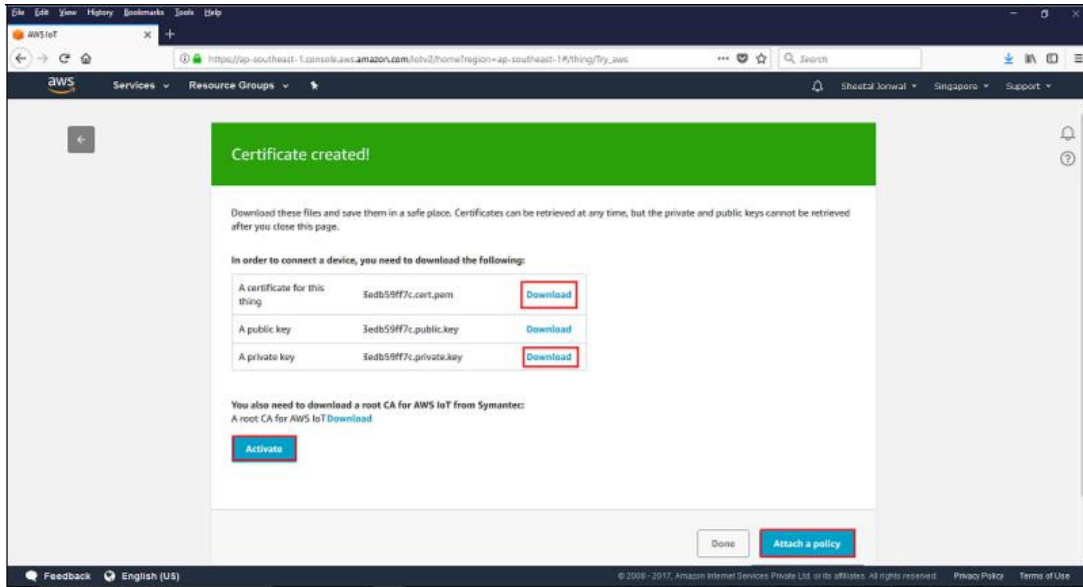 File Edit View History Bookmarks Tools Help
AWS IoT
https://ap-southeast-1.console.aws.amazon.com/iotv2/home?region=ap-southeast-1#/thing/Try_aws
Search
aws Services Resource Groups Sheetal Jonwal Singapore Support
Certificate created!
Download these files and save them in a safe place. Certificates can be retrieved at any time, but the private and public keys cannot be retrieved
after you close this page.
In order to connect a device, you need to download the following:
A certificate for this
thing
3edb59ff7c.cert.pem Download
A public key 3edb59ff7c.public.key Download
A private key 3edb59ff7c.private.key Download
You also need to download a root CA for AWS IoT from Symantec:
A root CA for AWS IoT Download
Activate
Done Attach a policy
Feedback English (US) © 2008 - 2017, Amazon Internet Services Private Ltd. or its affiliates. All rights reserved. Privacy Policy Terms of Use